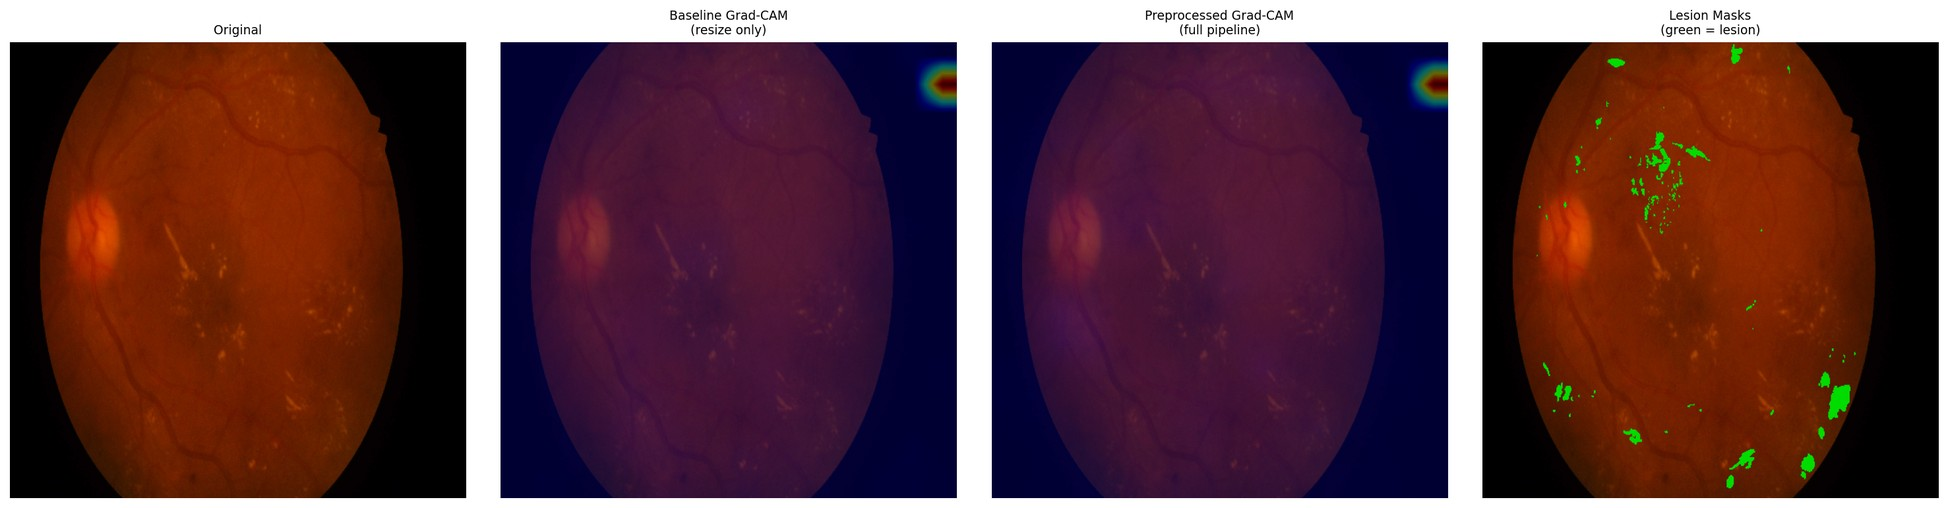 Original
Baseline Grad-CAM
(resize only)
Preprocessed Grad-CAM
(full pipeline)
Lesion Masks
(green = lesion)